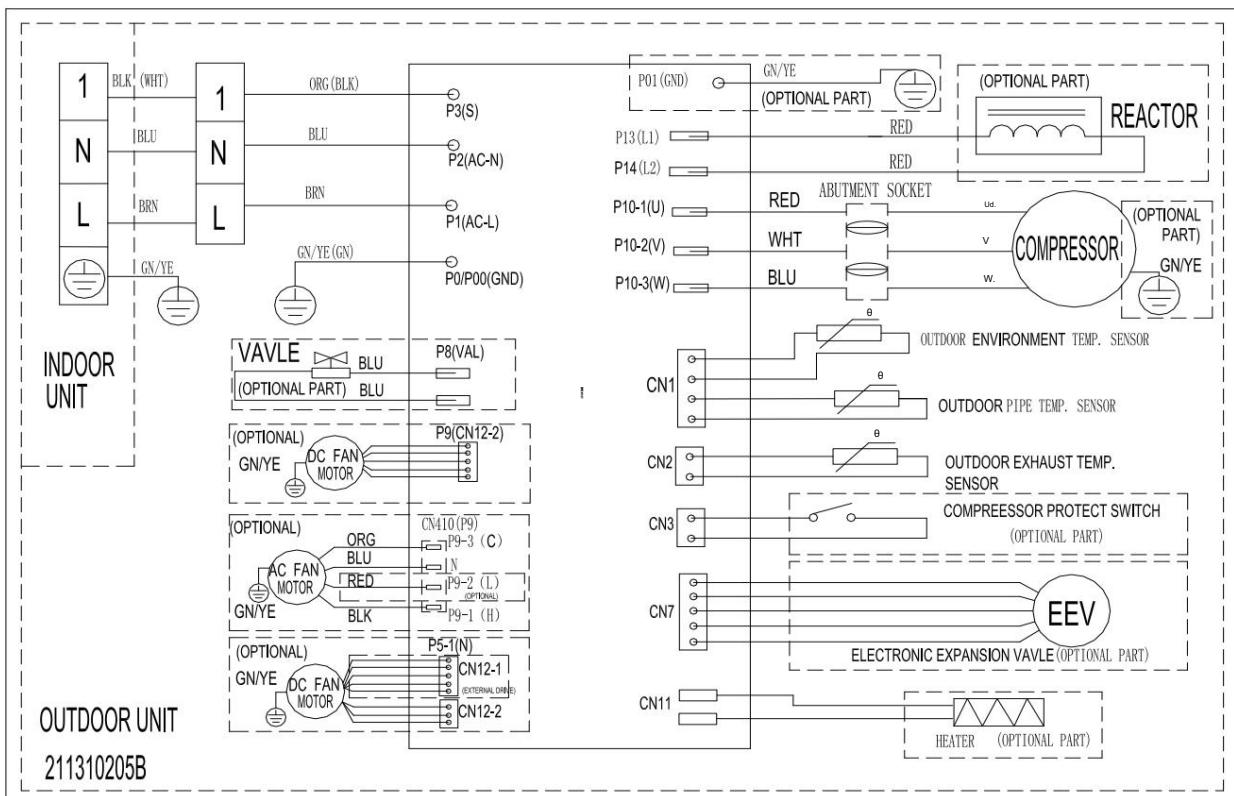 1
N
L
BLK (WHT)
BLU
BRN
GN/YE
1
N
L
ORG(BLK)
BLU
BRN
GN/YE(GN)
P3(S)
P2(AC-N)
P1(AC-L)
P0/P00(GND)
INDOOR
UNIT
VAVLE
BLU
P8(VAL)
(OPTIONAL PART)
BLU
(OPTIONAL)
GN/YE
DC FAN
MOTOR
P9(CN12-2)
(OPTIONAL)
AC FAN
MOTOR
GN/YE
ORG
BLU
RED
BLK
CN410(P9)
P9-3 (C)
N
P9-2 (L)
(OPTIONAL)
P9-1 (H)
(OPTIONAL)
GN/YE
DC FAN
MOTOR
P5-1(N)
CN12-1
(EXTERNAL DRIVE)
CN12-2
OUTDOOR UNIT
211310205B
P01(GND)
GN/YE
(OPTIONAL PART)
P13(L1)
RED
P14(L2)
RED
(OPTIONAL PART)
REACTOR
ABUTMENT SOCKET
P10-1(U)
RED
Ud.
P10-2(V)
WHT
V
P10-3(W)
BLU
W.
COMPRESSOR
(OPTIONAL
PART)
GN/YE
CN1
θ
OUTDOOR ENVIRONMENT TEMP. SENSOR
θ
OUTDOOR PIPE TEMP. SENSOR
CN2
θ
OUTDOOR EXHAUST TEMP.
SENSOR
CN3
COMPREESSOR PROTECT SWITCH
(OPTIONAL PART)
CN7
EEV
ELECTRONIC EXPANSION VAVLE(OPTIONAL PART)
CN11
HEATER (OPTIONAL PART)